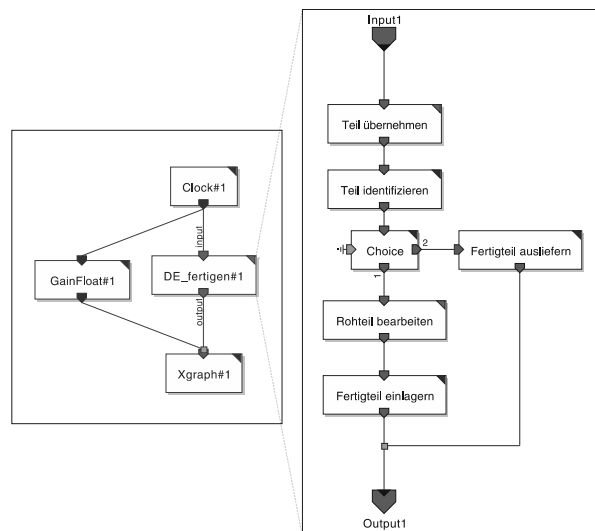 Clock#1
input
GainFloat#1
DE_fertigen#1
output
Xgraph#1
Input1
Teil übernehmen
Teil identifizieren
Choice
2
Fertigteil ausliefern
1
Rohteil bearbeiten
Fertigteil einlagern
Output1